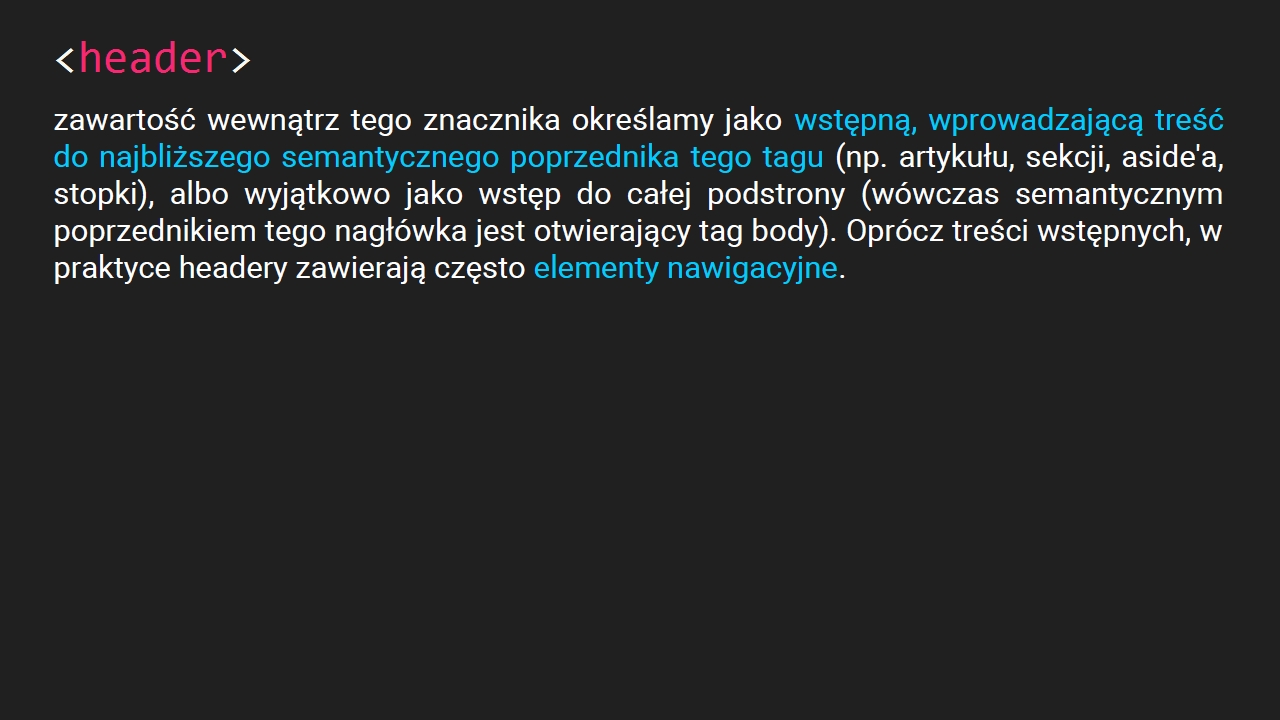 <header>
zawartość wewnątrz tego znacznika określamy jako wstępną, wprowadzającą treść
do najbliższego semantycznego poprzednika tego tagu (np. artykułu, sekcji, aside'a,
stopki), albo wyjątkowo jako wstęp do całej podstrony (wówczas semantycznym
poprzednikiem tego nagłówka jest otwierający tag body). Oprócz treści wstępnych, w
praktyce headery zawierają często elementy nawigacyjne.